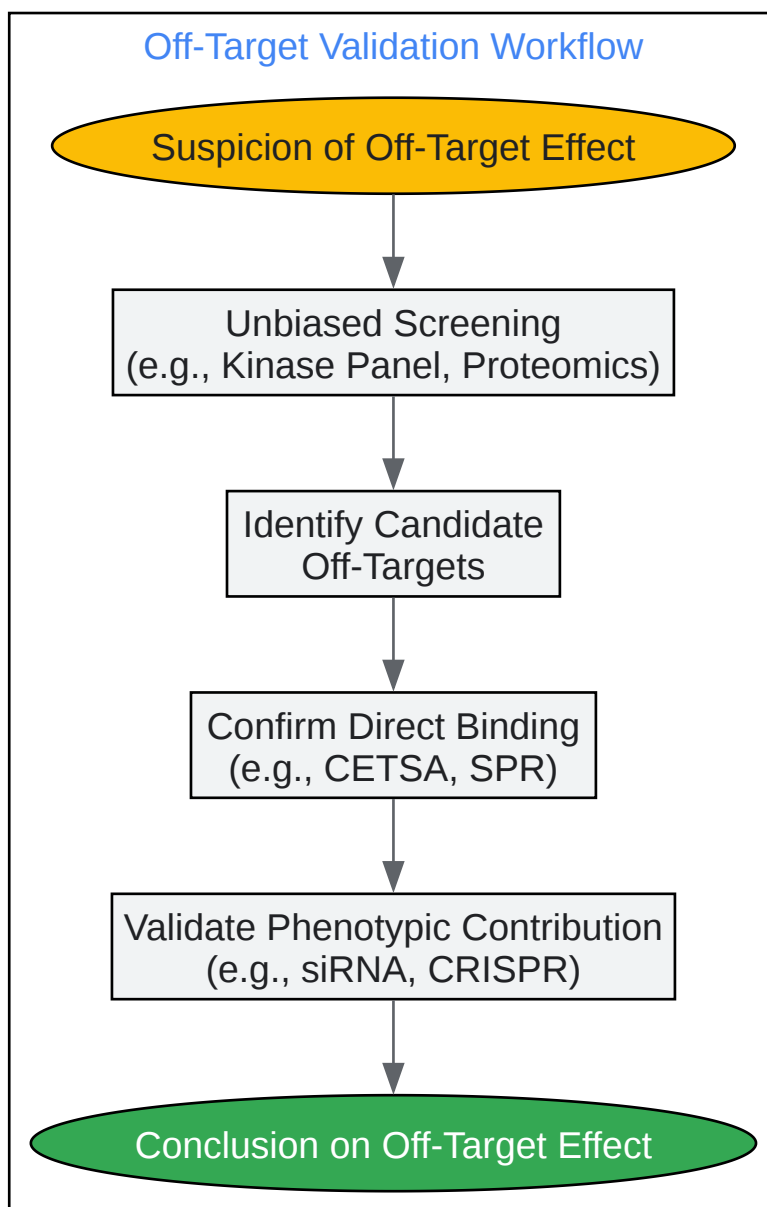 Off-Target Validation Workflow
Suspicion of Off-Target Effect
Unbiased Screening
(e.g., Kinase Panel, Proteomics)
Identify Candidate
Off-Targets
Confirm Direct Binding
(e.g., CETSA, SPR)
Validate Phenotypic Contribution
(e.g., siRNA, CRISPR)
Conclusion on Off-Target Effect